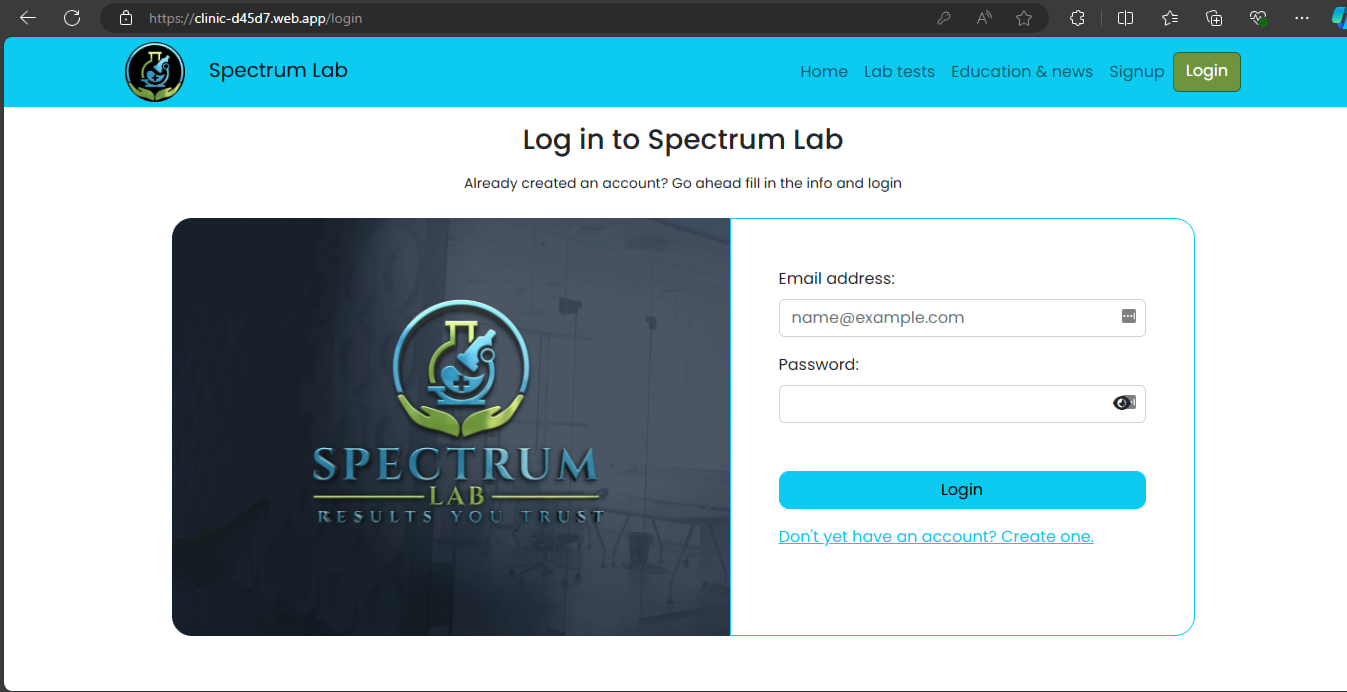 https://clinic-d45d7.web.app/login
Spectrum Lab
Home Lab tests Education & news Signup Login
Log in to Spectrum Lab
Already created an account? Go ahead fill in the info and login
SPECTRUM
LAB
RESULTS YOU TRUST
Email address:
name@example.com
Password:
Login
Don't yet have an account? Create one.